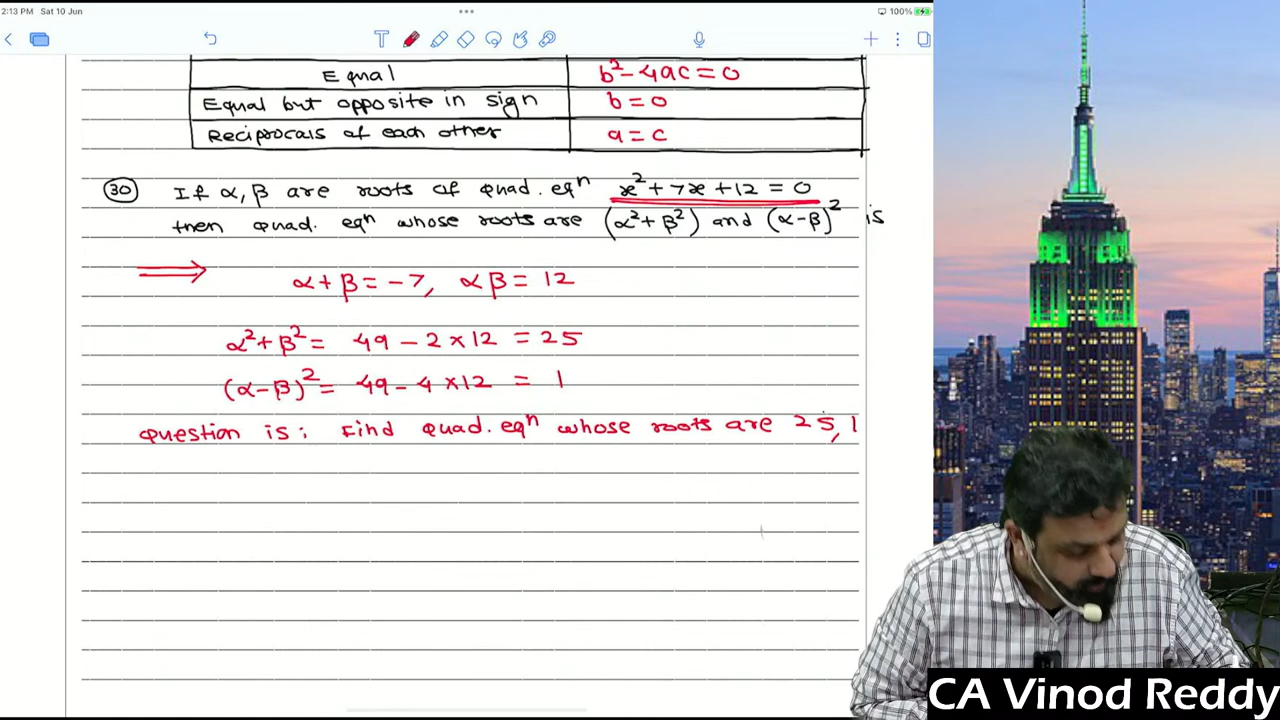 2:13 PM Sat 10 Jun
100%
Equal b² - 4ac = 0
Equal but opposite in sign b = 0
Reciprocals of each other a = c
30 If α, β are roots of quad. eqⁿ x² + 7x + 12 = 0
then quad. eqⁿ whose roots are (α² + β²) and (α - β)² is
α + β = -7, αβ = 12
α² + β² = 49 - 2 × 12 = 25
(α - β)² = 49 - 4 × 12 = 1
question is: Find quad. eqⁿ whose roots are 25, 1
CA Vinod Reddy